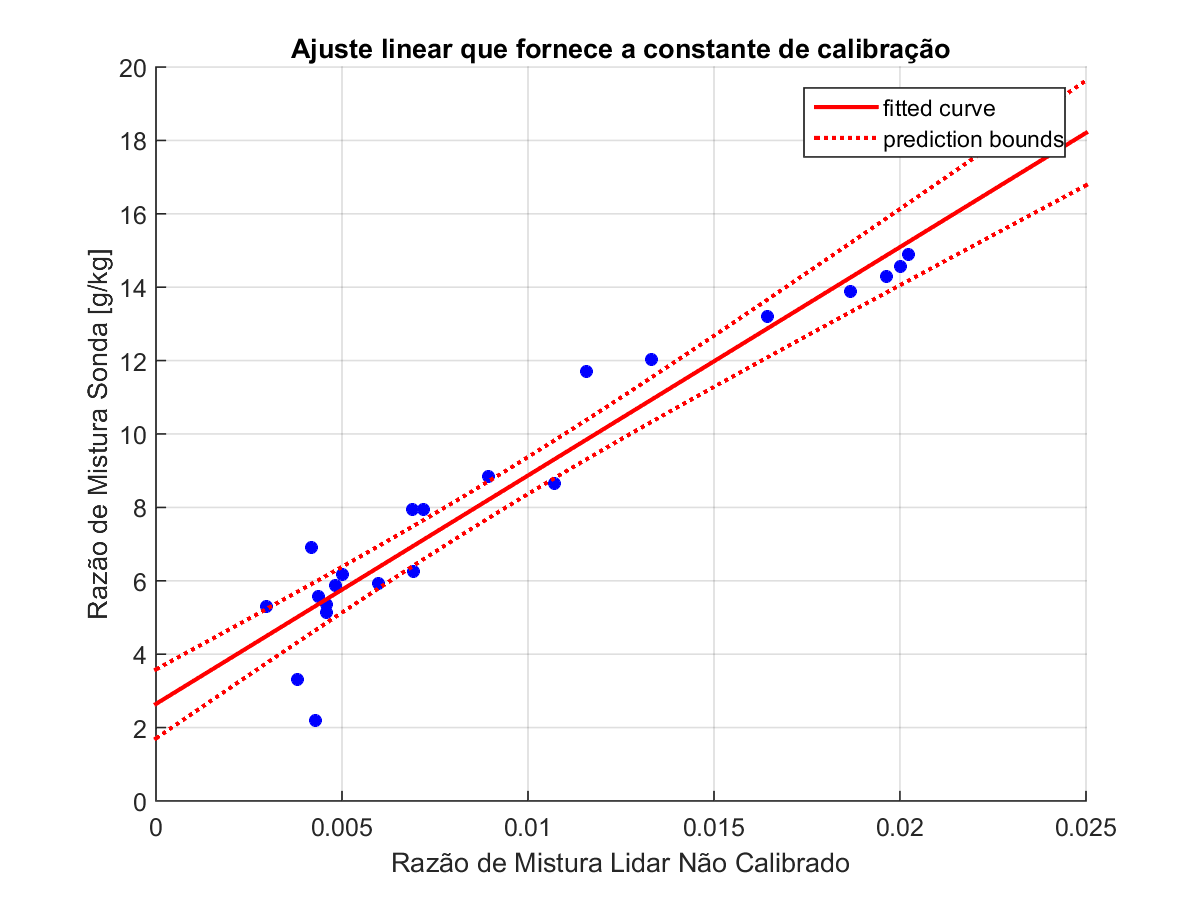 Ajuste linear que fornece a constante de calibração
fitted curve
prediction bounds
Razão de Mistura Sonda [g/kg]
20
18
16
14
12
10
8
6
4
2
0
0 0.005 0.01 0.015 0.02 0.025
Razão de Mistura Lidar Não Calibrado